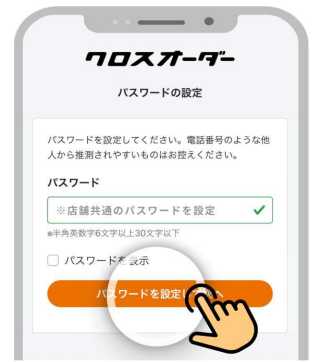 クロスオーダー
パスワードの設定
パスワードを設定してください。電話番号のような他
人から推測されやすいものはお控えください。
パスワード
※店舗共通のパスワードを設定
※半角英数字6文字以上30文字以下
パスワードを表示
パスワードを設定し へ